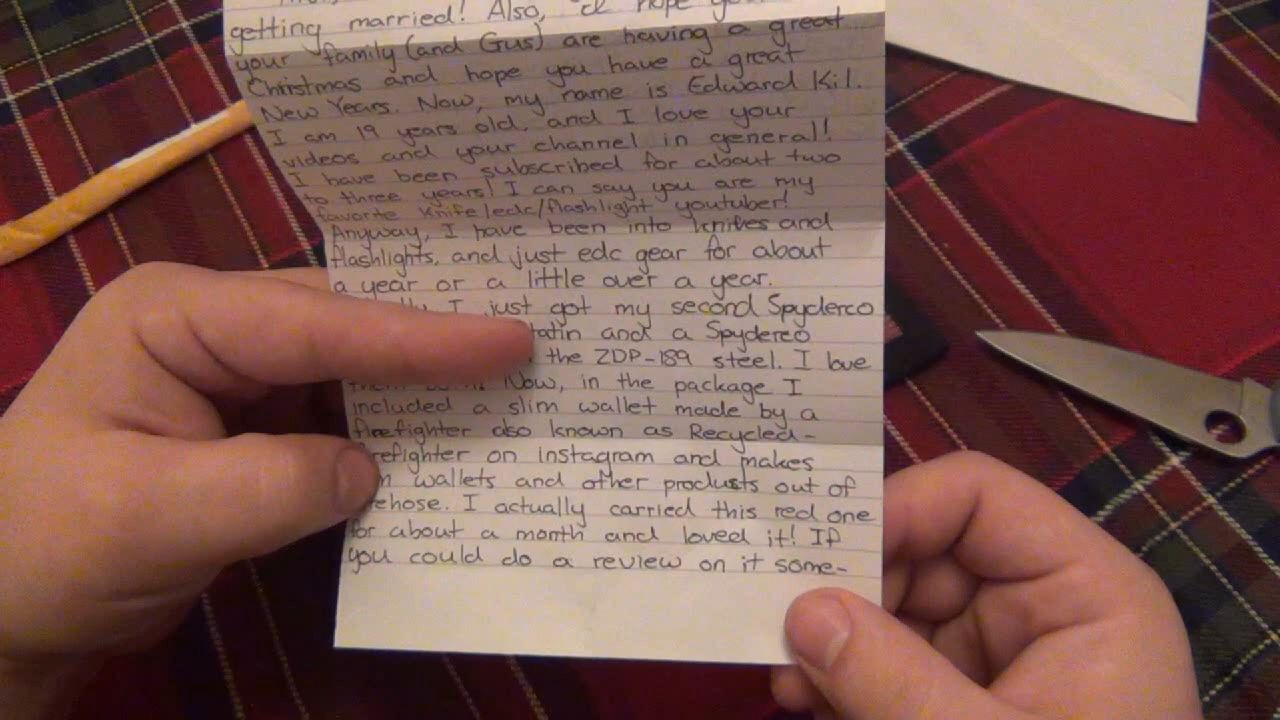 getting married! Also, I hope
your family (and Gus) are having a great
Christmas and hope you have a great
New Years. Now, my name is Edward Kil.
I am 19 years old, and I love your
videos and your channel in general!
I have been subscribed for about two
to three years! I can say you are my
favorite knife/edc/flashlight youtuber!
Anyway, I have been into knifes and
flashlights, and just edc gear for about
a year or a little over a year.
I just got my second Spyderco
and a Spyderco
the ZDP-189 steel. I love
Now, in the package I
included a slim wallet made by a
firefighter also known as Recycled-
on instagram and makes
wallets and other products out of
I actually carried this red one
for about a month and loved it! If
you could do a review on it some-